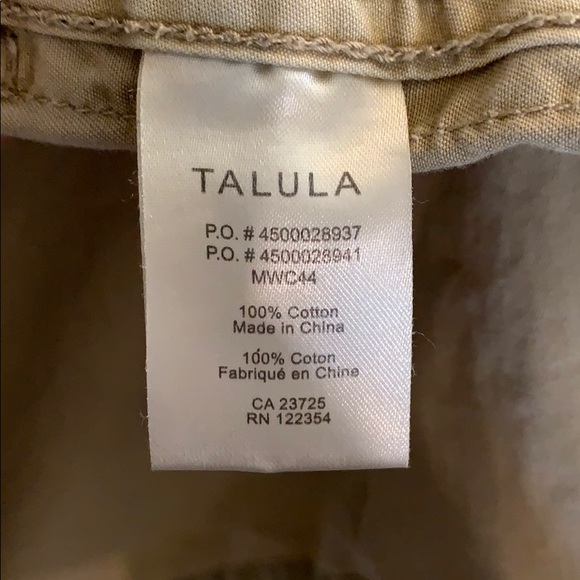 TALULA
P.O. # 4500028937
P.O. # 4500028941
MWC44
100% Cotton
Made in China
100% Coton
Fabriqué en Chine
CA 23725
RN 122354